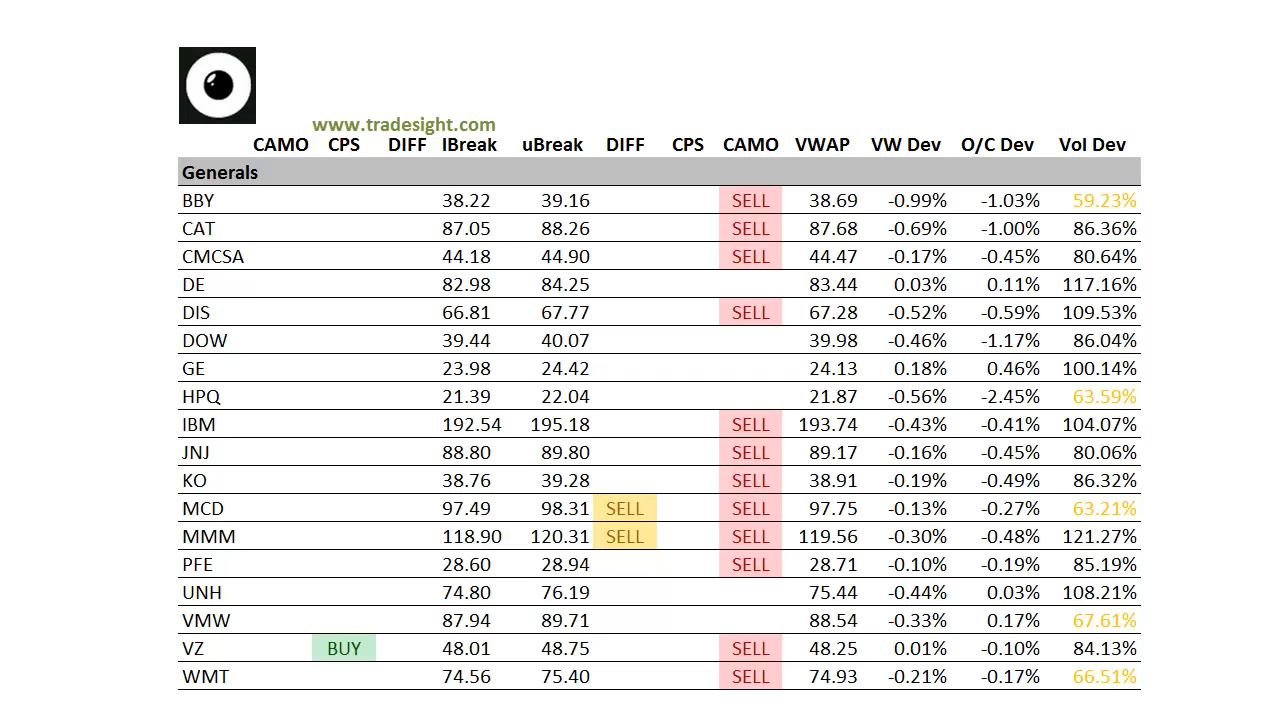 www.tradesight.com
CAMO CPS DIFF lBreak uBreak DIFF CPS CAMO VWAP VW Dev O/C Dev Vol Dev
Generals
BBY 38.22 39.16 SELL 38.69 -0.99% -1.03% 59.23%
CAT 87.05 88.26 SELL 87.68 -0.69% -1.00% 86.36%
CMCSA 44.18 44.90 SELL 44.47 -0.17% -0.45% 80.64%
DE 82.98 84.25 83.44 0.03% 0.11% 117.16%
DIS 66.81 67.77 SELL 67.28 -0.52% -0.59% 109.53%
DOW 39.44 40.07 39.98 -0.46% -1.17% 86.04%
GE 23.98 24.42 24.13 0.18% 0.46% 100.14%
HPQ 21.39 22.04 21.87 -0.56% -2.45% 63.59%
IBM 192.54 195.18 SELL 193.74 -0.43% -0.41% 104.07%
JNJ 88.80 89.80 SELL 89.17 -0.16% -0.45% 80.06%
KO 38.76 39.28 SELL 38.91 -0.19% -0.49% 86.32%
MCD 97.49 98.31 SELL SELL 97.75 -0.13% -0.27% 63.21%
MMM 118.90 120.31 SELL SELL 119.56 -0.30% -0.48% 121.27%
PFE 28.60 28.94 SELL 28.71 -0.10% -0.19% 85.19%
UNH 74.80 76.19 75.44 -0.44% 0.03% 108.21%
VMW 87.94 89.71 88.54 -0.33% 0.17% 67.61%
VZ BUY 48.01 48.75 SELL 48.25 0.01% -0.10% 84.13%
WMT 74.56 75.40 SELL 74.93 -0.21% -0.17% 66.51%